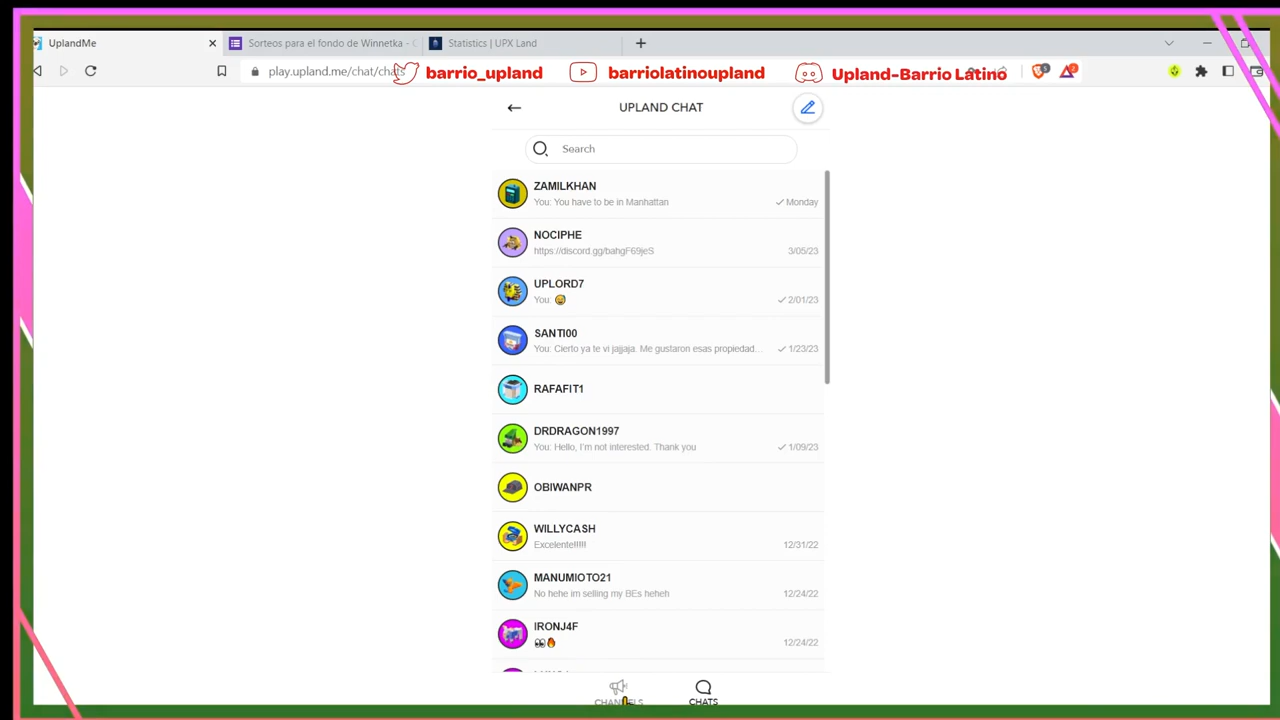 UplandMe
Sorteos para el fondo de Winnetka -
Statistics | UPX Land
play.upland.me/chat/chats
barrio_upland
barriolatinoupland
Upland-Barrio Latino
UPLAND CHAT
Search
ZAMILKHAN
You: You have to be in Manhattan
Monday
NOCIPHE
https://discord.gg/bahgF69jeS
3/05/23
UPLORD7
You: 😅
2/01/23
SANTI00
You: Cierto ya te vi jajjaja. Me gustaron esas propiedad...
1/23/23
RAFAFIT1
DRDRAGON1997
You: Hello, I'm not interested. Thank you
1/09/23
OBIWANPR
WILLYCASH
Excelente!!!!!
12/31/22
MANUMIOTO21
No hehe im selling my BEs heheh
12/24/22
IRONJ4F
👀🔥
12/24/22
CHANNELS
CHATS